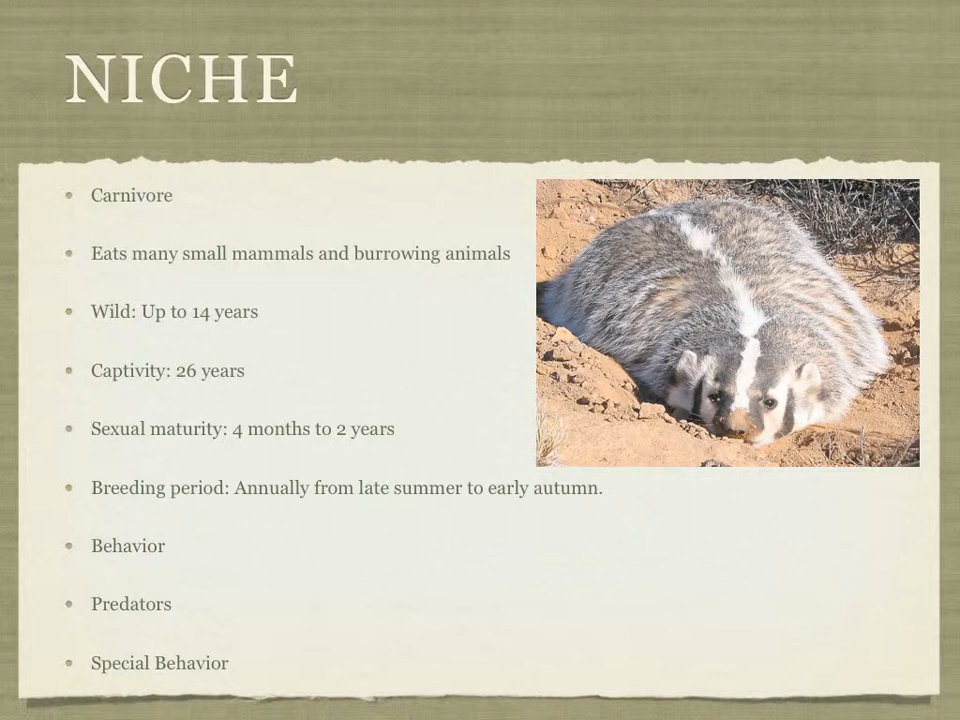 NICHE
Carnivore
Eats many small mammals and burrowing animals
Wild: Up to 14 years
Captivity: 26 years
Sexual maturity: 4 months to 2 years
Breeding period: Annually from late summer to early autumn.
Behavior
Predators
Special Behavior